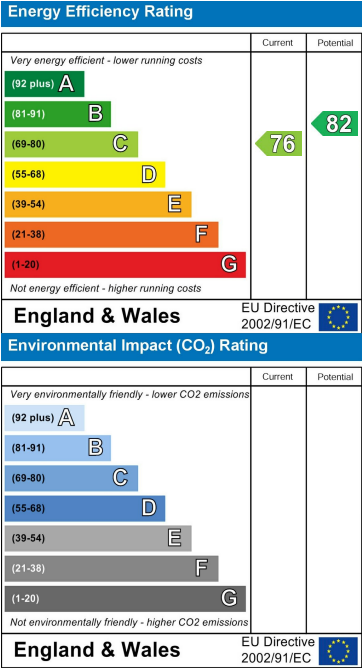 Energy Efficiency Rating
Current Potential
Very energy efficient - lower running costs
(92 plus) A
(81-91) B
(69-80) C
(55-68) D
(39-54) E
(21-38) F
(1-20) G
76
82
Not energy efficient - higher running costs
England & Wales
EU Directive
2002/91/EC
Environmental Impact (CO₂) Rating
Current Potential
Very environmentally friendly - lower CO2 emissions
(92 plus) A
(81-91) B
(69-80) C
(55-68) D
(39-54) E
(21-38) F
(1-20) G
Not environmentally friendly - higher CO2 emissions
England & Wales
EU Directive
2002/91/EC